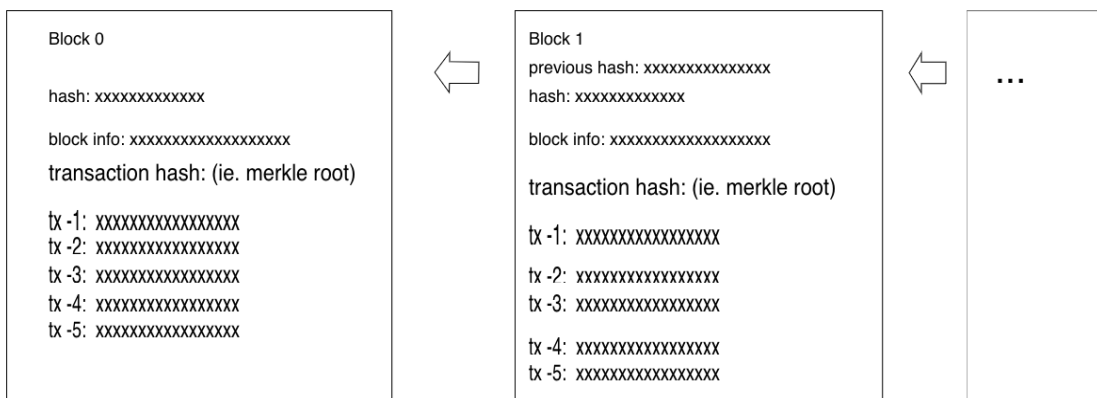 Block 0
hash: xxxxxxxxxxxxx
block info: xxxxxxxxxxxxxxxxxxx
transaction hash: (ie. merkle root)
tx -1: xxxxxxxxxxxxxxxxx
tx -2: xxxxxxxxxxxxxxxxx
tx -3: xxxxxxxxxxxxxxxxx
tx -4: xxxxxxxxxxxxxxxxx
tx -5: xxxxxxxxxxxxxxxxx
Block 1
previous hash: xxxxxxxxxxxxxxx
hash: xxxxxxxxxxxxx
block info: xxxxxxxxxxxxxxxxxxx
transaction hash: (ie. merkle root)
tx -1: xxxxxxxxxxxxxxxxx
tx -2: xxxxxxxxxxxxxxxxx
tx -3: xxxxxxxxxxxxxxxxx
tx -4: xxxxxxxxxxxxxxxxx
tx -5: xxxxxxxxxxxxxxxxx
...